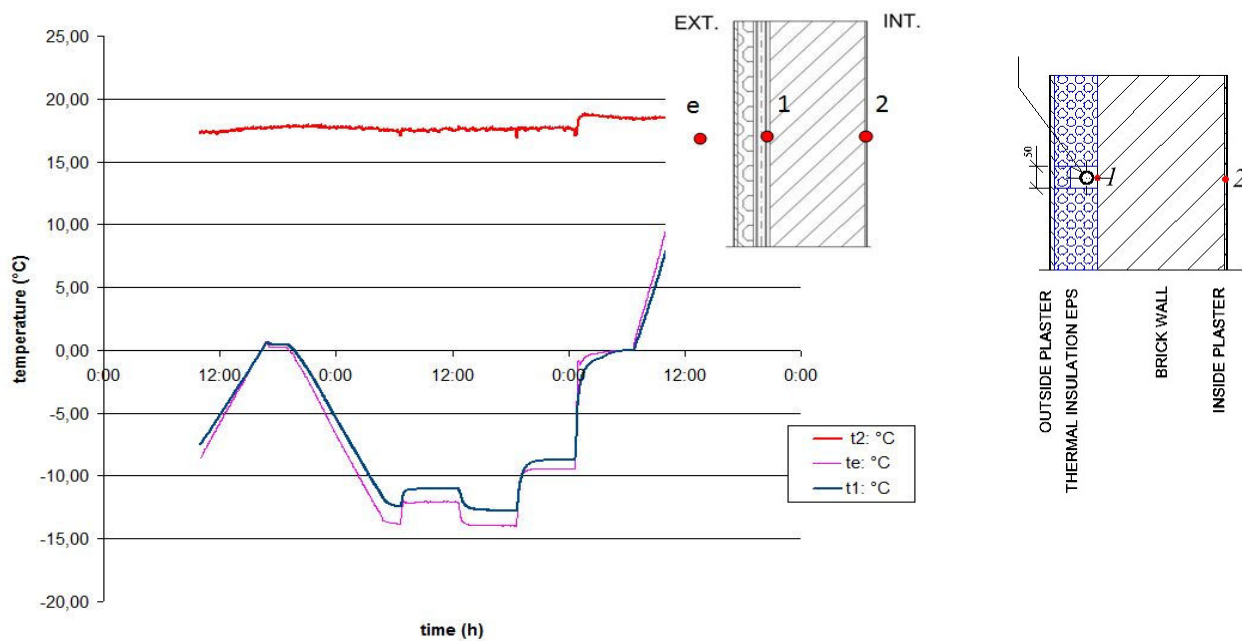 25,00
20,00
15,00
10,00
5,00
0,00
-5,00
-10,00
-15,00
-20,00
temperature (°C)
0:00
12:00
0:00
12:00
0:00
12:00
0:00
time (h)
t2: °C
te: °C
t1: °C
EXT.
INT.
e
1
2
50
1
2
OUTSIDE PLASTER
THERMAL INSULATION EPS
BRICK WALL
INSIDE PLASTER